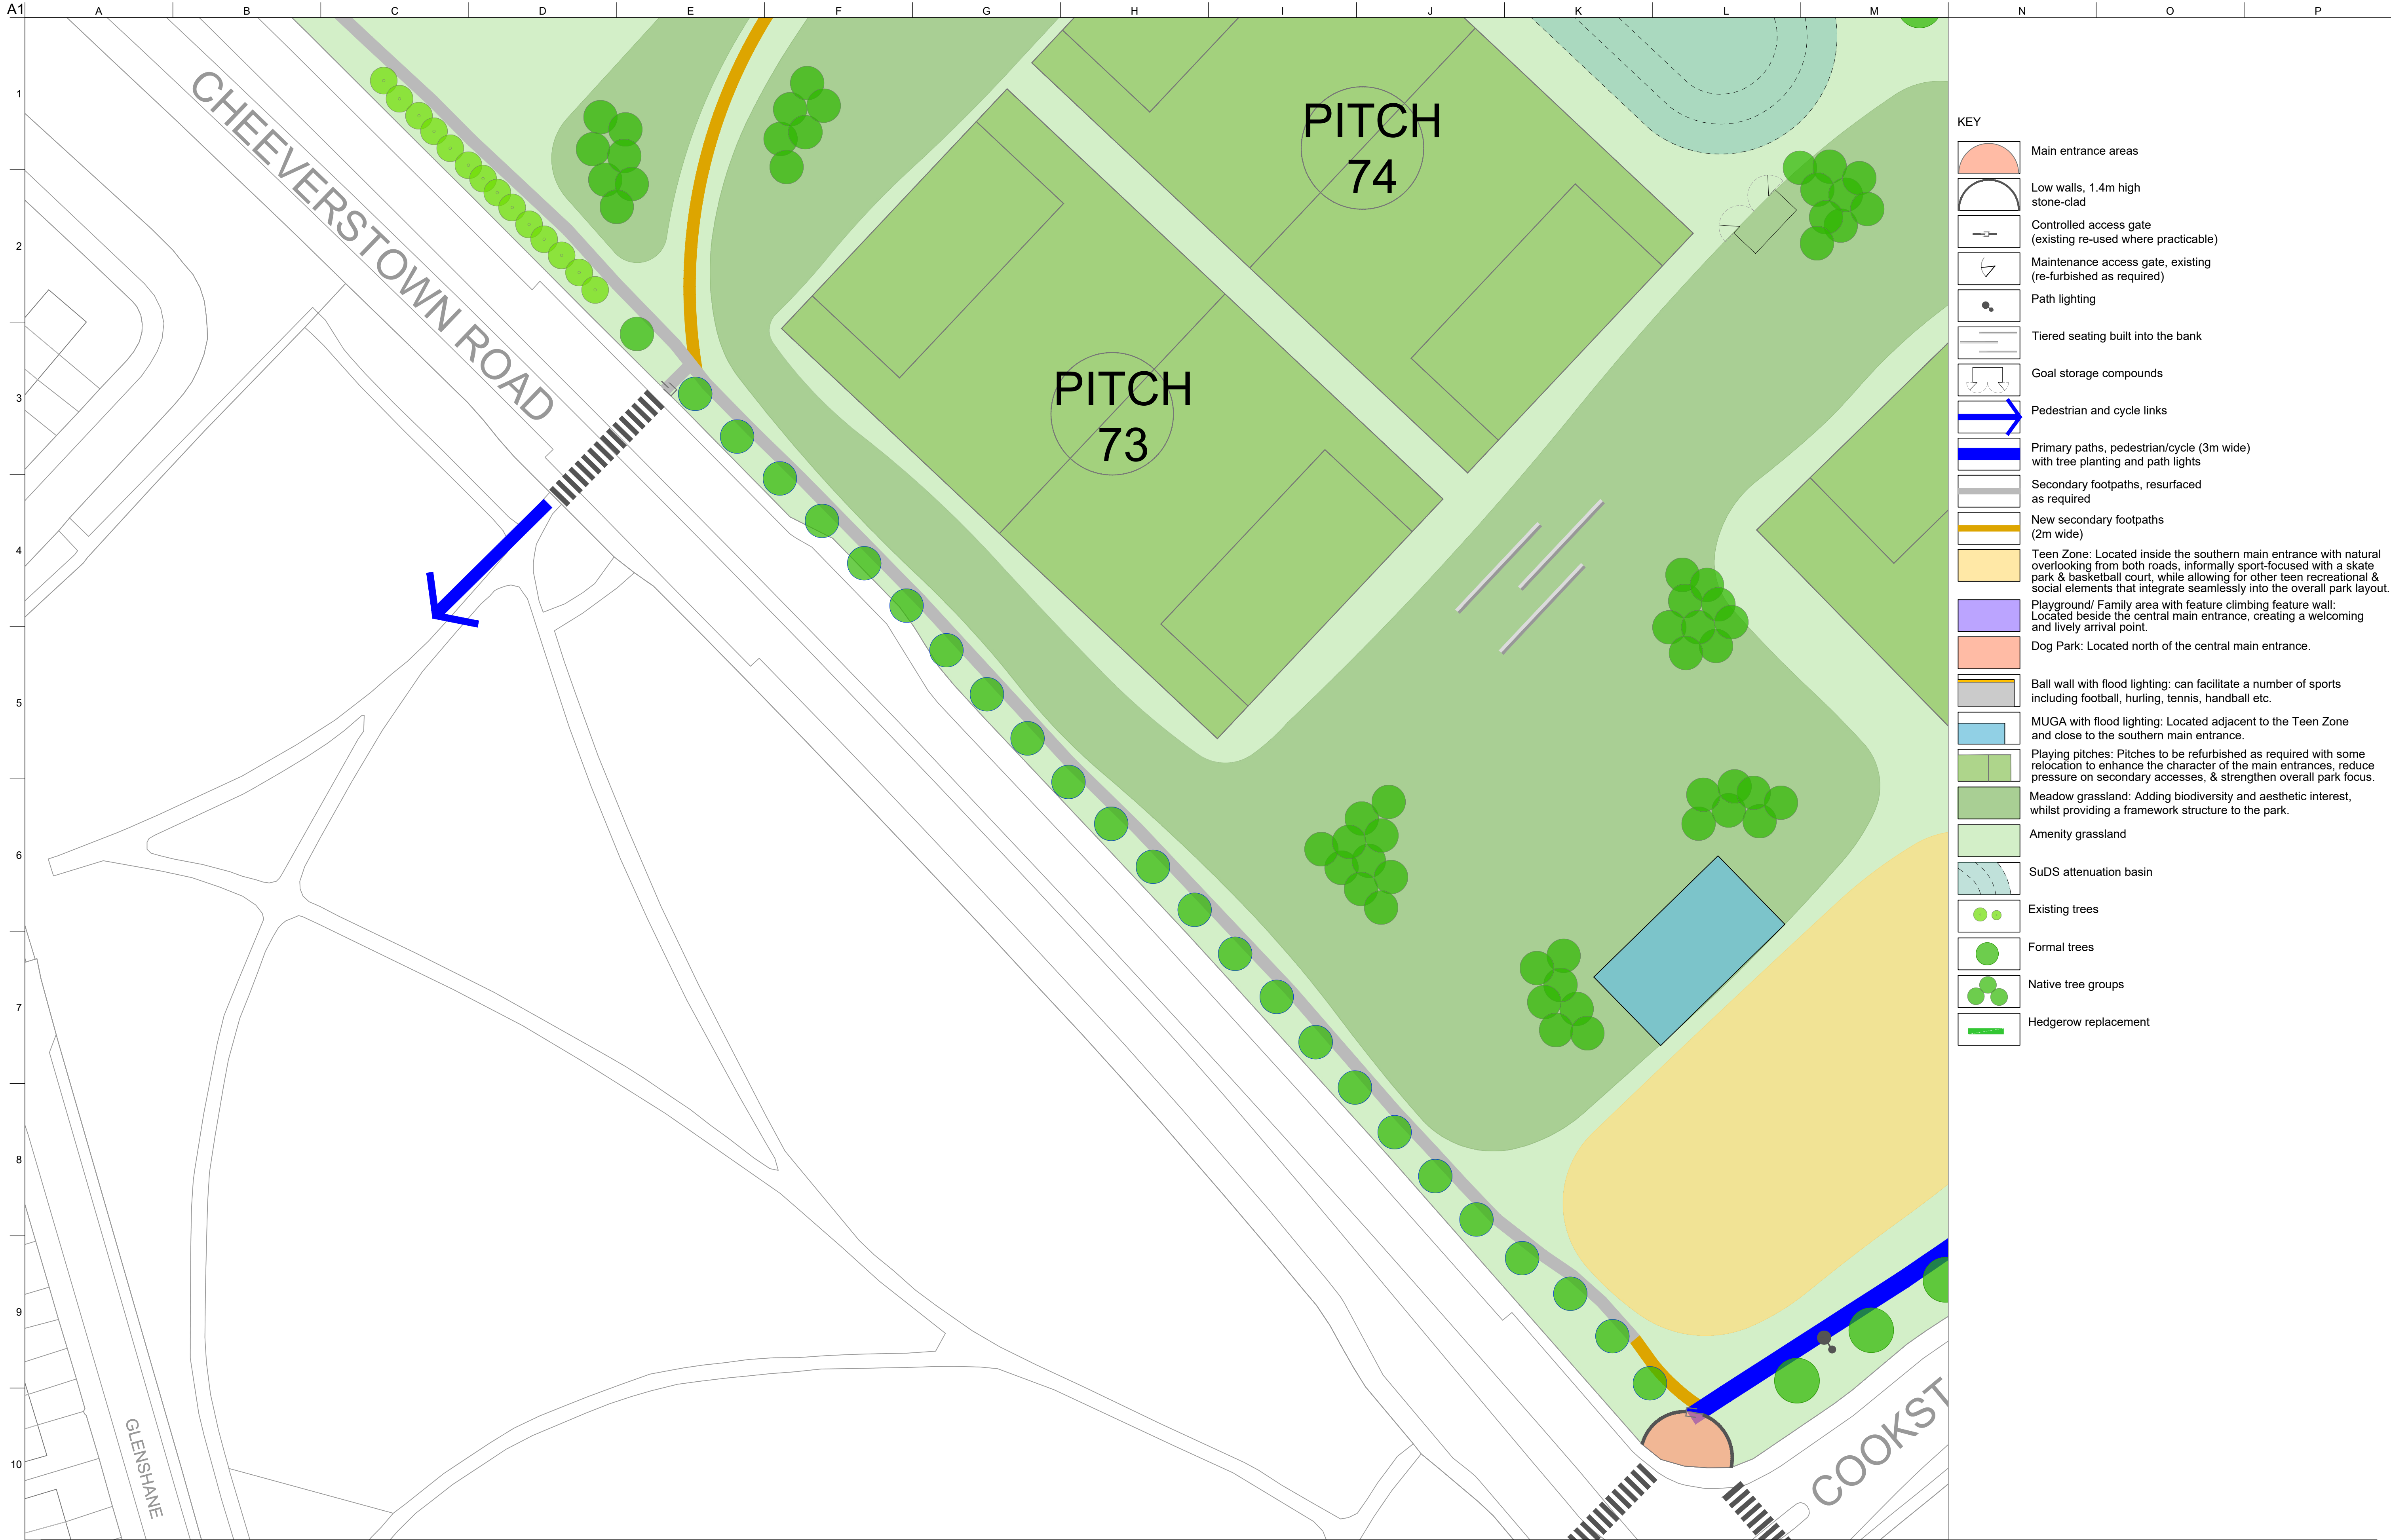 A1
A B C D E F G H I J K L M N O P
1
2
3
4
5
6
7
8
9
10
CHEEVERSTOWN ROAD
PITCH
74
PITCH
73
GLENSHANE
COOKST
KEY
Main entrance areas
Low walls, 1.4m high
stone-clad
Controlled access gate
(existing re-used where practicable)
Maintenance access gate, existing
(re-furbished as required)
Path lighting
Tiered seating built into the bank
Goal storage compounds
Pedestrian and cycle links
Primary paths, pedestrian/cycle (3m wide)
with tree planting and path lights
Secondary footpaths, resurfaced
as required
New secondary footpaths
(2m wide)
Teen Zone: Located inside the southern main entrance with natural
overlooking from both roads, informally sport-focused with a skate
park & basketball court, while allowing for other teen recreational &
social elements that integrate seamlessly into the overall park layout.
Playground/ Family area with feature climbing feature wall:
Located beside the central main entrance, creating a welcoming
and lively arrival point.
Dog Park: Located north of the central main entrance.
Ball wall with flood lighting: can facilitate a number of sports
including football, hurling, tennis, handball etc.
MUGA with flood lighting: Located adjacent to the Teen Zone
and close to the southern main entrance.
Playing pitches: Pitches to be refurbished as required with some
relocation to enhance the character of the main entrances, reduce
pressure on secondary accesses, & strengthen overall park focus.
Meadow grassland: Adding biodiversity and aesthetic interest,
whilst providing a framework structure to the park.
Amenity grassland
SuDS attenuation basin
Existing trees
Formal trees
Native tree groups
Hedgerow replacement